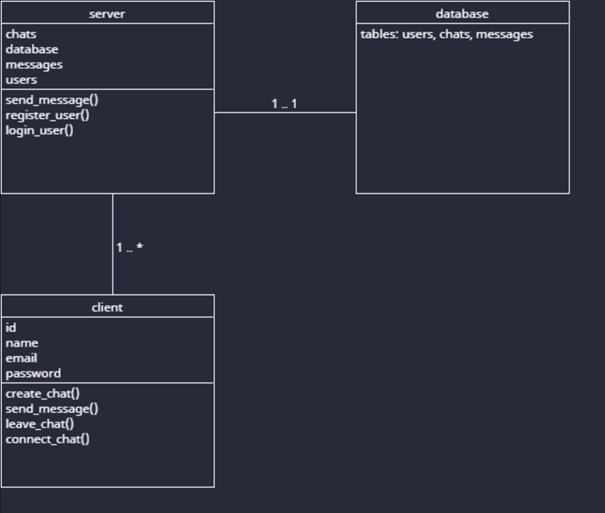 server
chats
database
messages
users
send_message()
register_user()
login_user()
1 .. 1
database
tables: users, chats, messages
1 .. *
client
id
name
email
password
create_chat()
send_message()
leave_chat()
connect_chat()